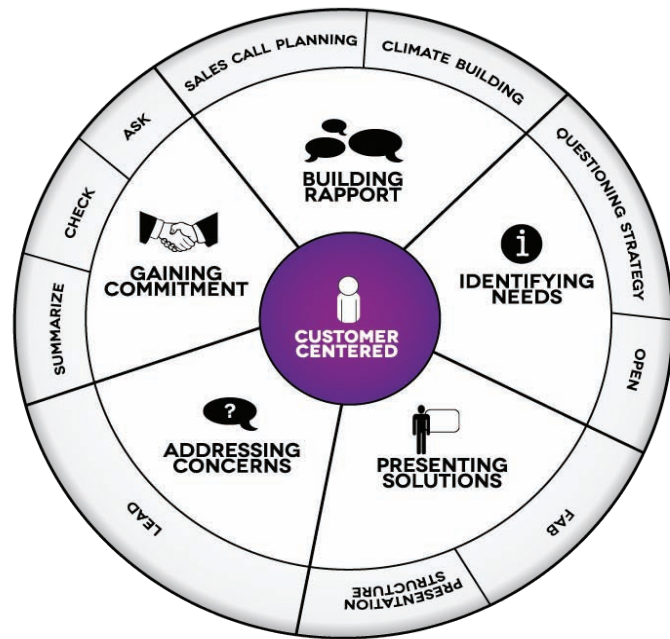 SALES CALL PLANNING
CLIMATE BUILDING
QUESTIONING STRATEGY
OPEN
FAB
PRESENTATION
STRUCTURE
LEAD
SUMMARIZE
CHECK
ASK
BUILDING
RAPPORT
i
IDENTIFYING
NEEDS
PRESENTING
SOLUTIONS
?
ADDRESSING
CONCERNS
GAINING
COMMITMENT
CUSTOMER
CENTERED